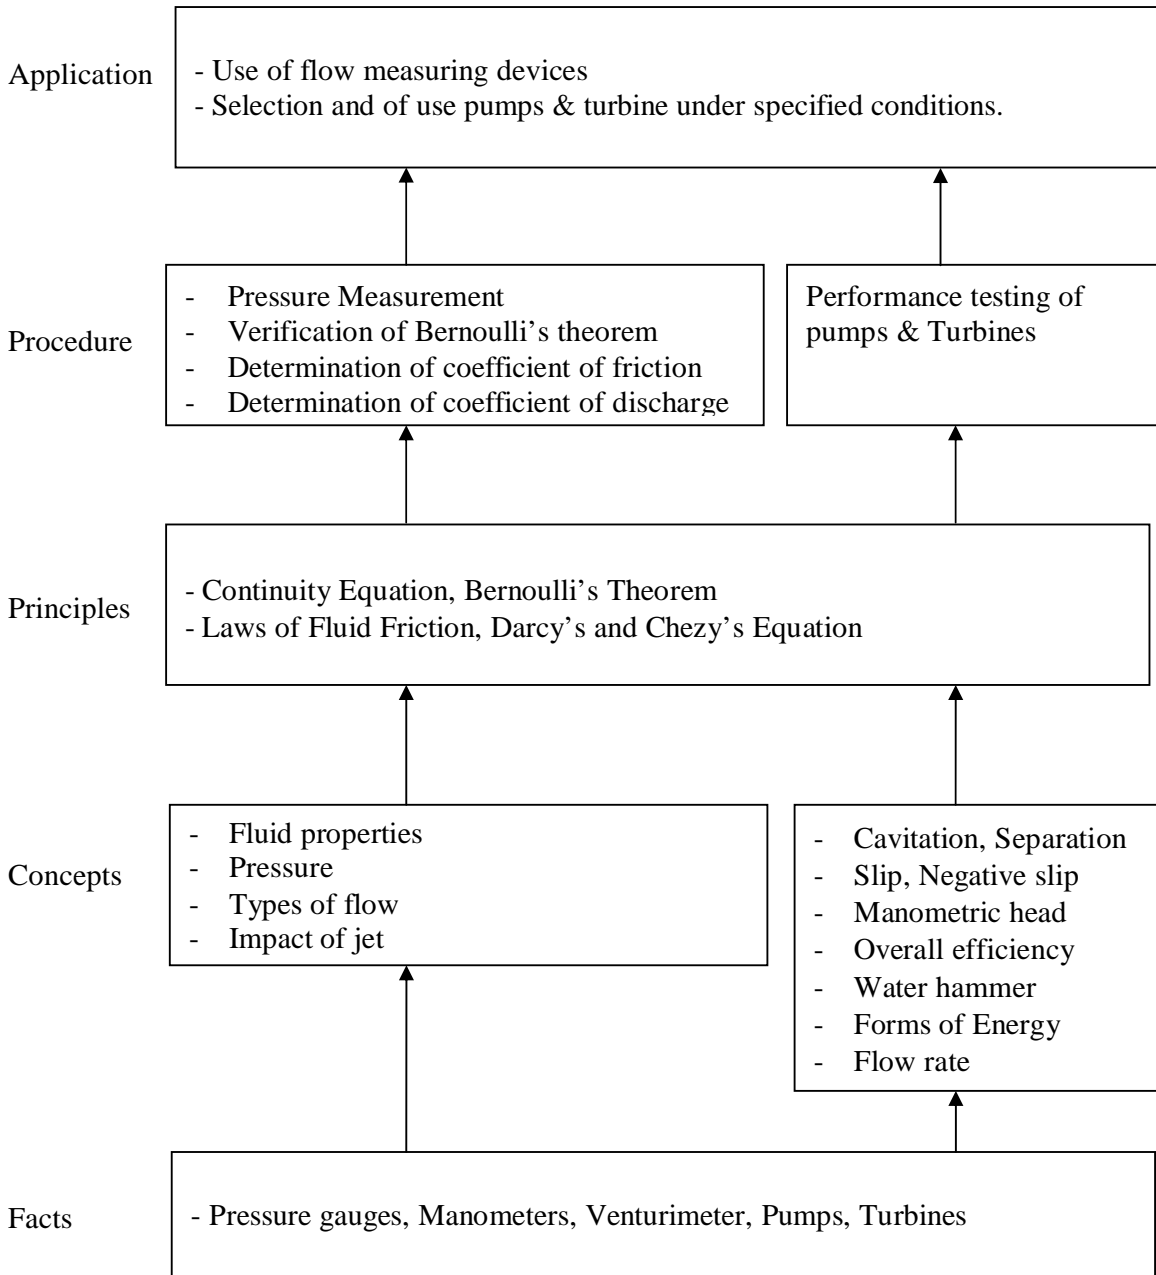 Application
- Use of flow measuring devices
- Selection and of use pumps & turbine under specified conditions.
Procedure
- Pressure Measurement
- Verification of Bernoulli’s theorem
- Determination of coefficient of friction
- Determination of coefficient of discharge
Performance testing of
pumps & Turbines
Principles
- Continuity Equation, Bernoulli’s Theorem
- Laws of Fluid Friction, Darcy’s and Chezy’s Equation
Concepts
- Fluid properties
- Pressure
- Types of flow
- Impact of jet
- Cavitation, Separation
- Slip, Negative slip
- Manometric head
- Overall efficiency
- Water hammer
- Forms of Energy
- Flow rate
Facts
- Pressure gauges, Manometers, Venturimeter, Pumps, Turbines